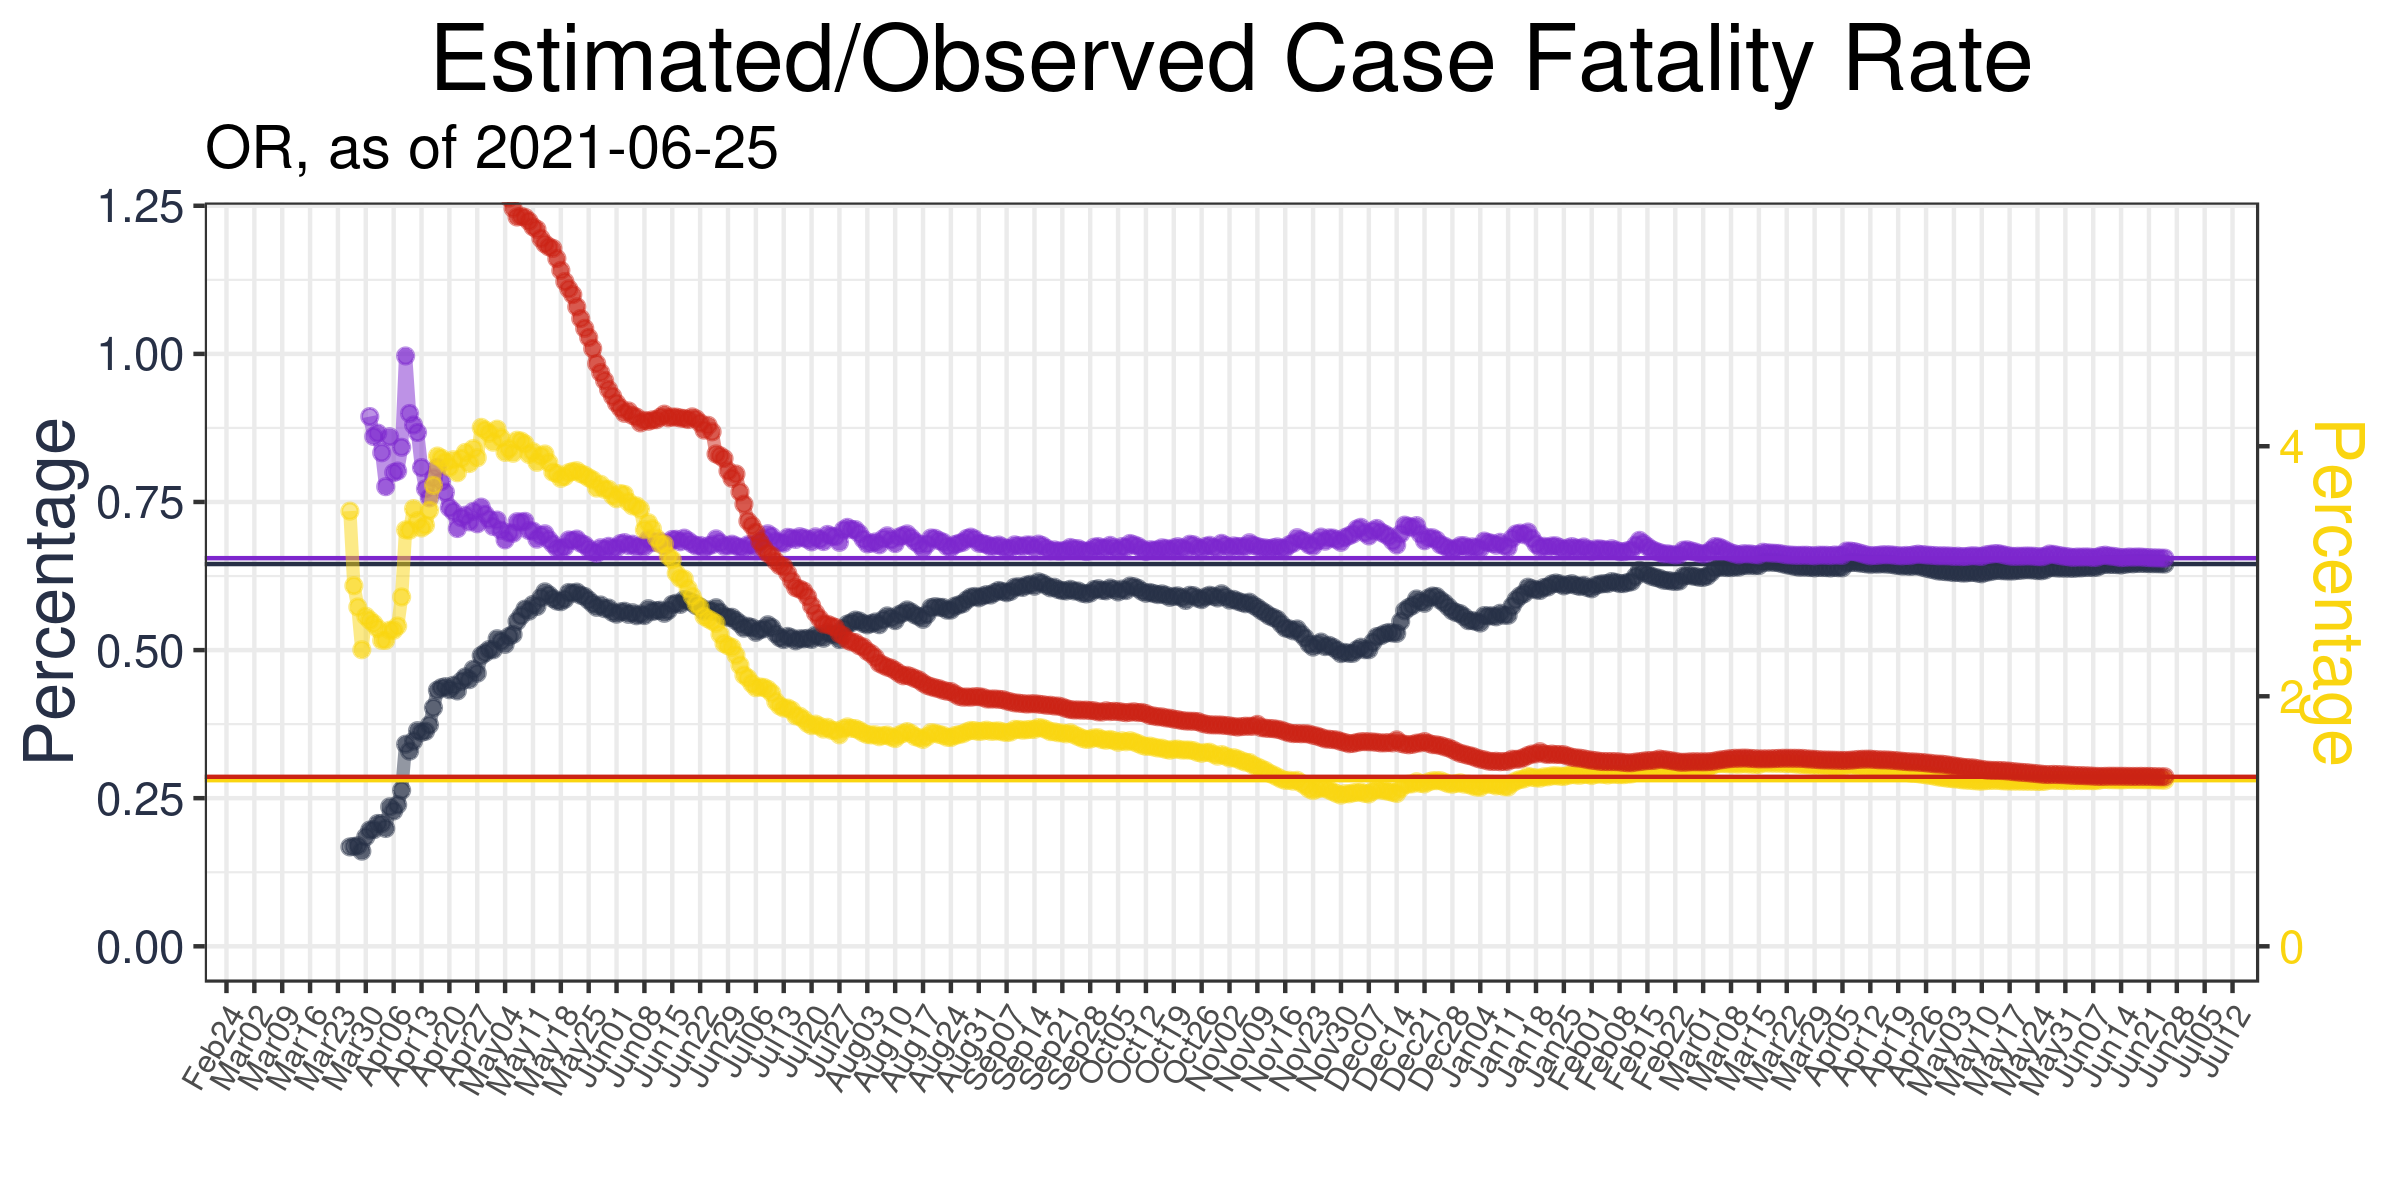 Estimated/Observed Case Fatality Rate
OR, as of 2021-06-25
Percentage
1.25
1.00
0.75
0.50
0.25
0.00
4
2
0
Percentage
Feb24
Mar02
Mar09
Mar16
Mar23
Mar30
Apr06
Apr13
Apr20
Apr27
May04
May11
May18
May25
Jun01
Jun08
Jun15
Jun22
Jun29
Jul06
Jul13
Jul20
Jul27
Aug03
Aug10
Aug17
Aug24
Aug31
Sep07
Sep14
Sep21
Sep28
Oct05
Oct12
Oct19
Oct26
Nov02
Nov09
Nov16
Nov23
Nov30
Dec07
Dec14
Dec21
Dec28
Jan04
Jan11
Jan18
Jan25
Feb01
Feb08
Feb15
Feb22
Mar01
Mar08
Mar15
Mar22
Mar29
Apr05
Apr12
Apr19
Apr26
May03
May10
May17
May24
May31
Jun07
Jun14
Jun21
Jun28
Jul05
Jul12